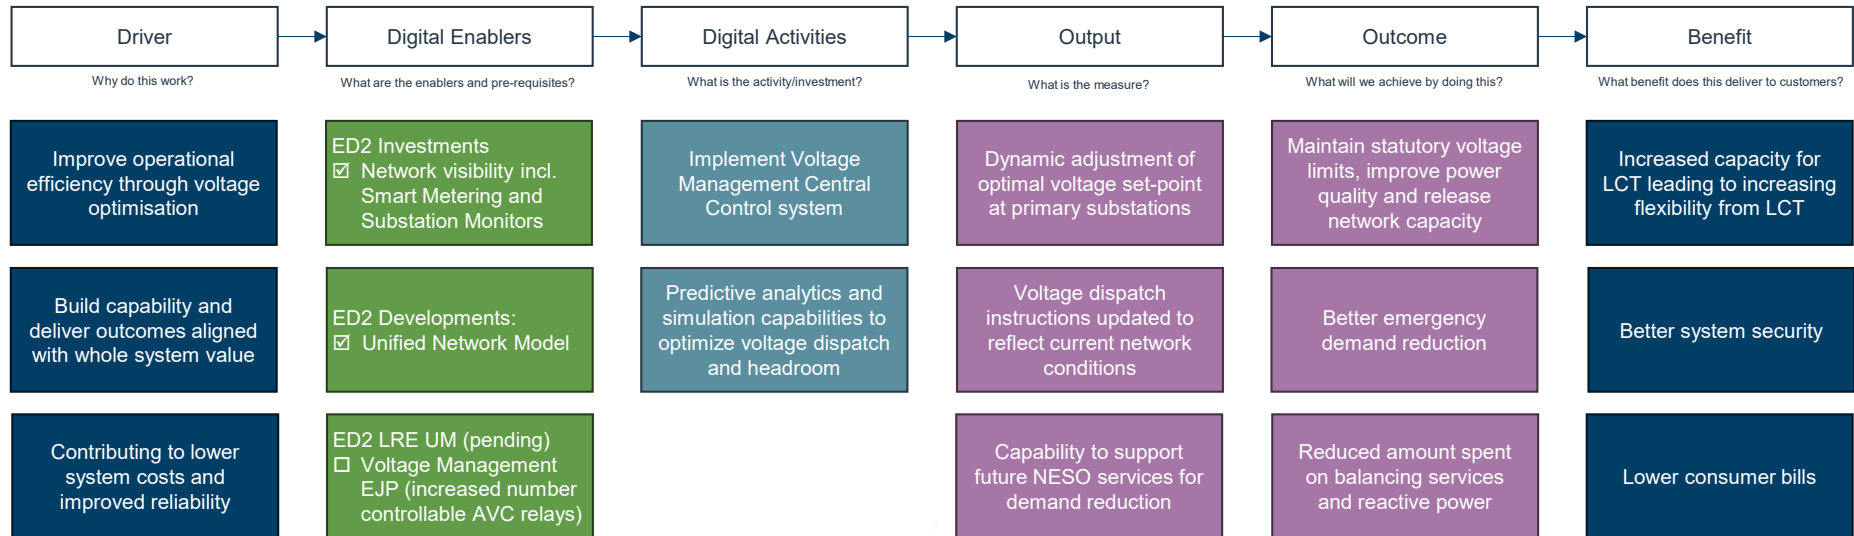 Driver
Digital Enablers
Digital Activities
Output
Outcome
Benefit
Why do this work?
What are the enablers and pre-requisites?
What is the activity/investment?
What is the measure?
What will we achieve by doing this?
What benefit does this deliver to customers?
Improve operational
efficiency through voltage
optimisation
ED2 Investments
☑ Network visibility incl.
Smart Metering and
Substation Monitors
Implement Voltage
Management Central
Control system
Dynamic adjustment of
optimal voltage set-point
at primary substations
Maintain statutory voltage
limits, improve power
quality and release
network capacity
Increased capacity for
LCT leading to increasing
flexibility from LCT
Build capability and
deliver outcomes aligned
with whole system value
ED2 Developments:
☑ Unified Network Model
Predictive analytics and
simulation capabilities to
optimize voltage dispatch
and headroom
Voltage dispatch
instructions updated to
reflect current network
conditions
Better emergency
demand reduction
Better system security
Contributing to lower
system costs and
improved reliability
ED2 LRE UM (pending)
☐ Voltage Management
EJP (increased number
controllable AVC relays)
Capability to support
future NESO services for
demand reduction
Reduced amount spent
on balancing services
and reactive power
Lower consumer bills